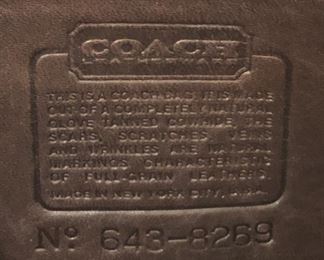 COACH
LEATHERWARE
THIS IS A COACH BAG. IT IS MADE
OUT OF A COMPLETELY NATURAL
GLOVE TANNED COWHIDE. THE
SCARS, SCRATCHES, VEINS
AND WRINKLES ARE NATURAL
MARKINGS CHARACTERISTIC
OF FULL-GRAIN LEATHERS.
MADE IN NEW YORK CITY, U.S.A.
Nº 643-8269